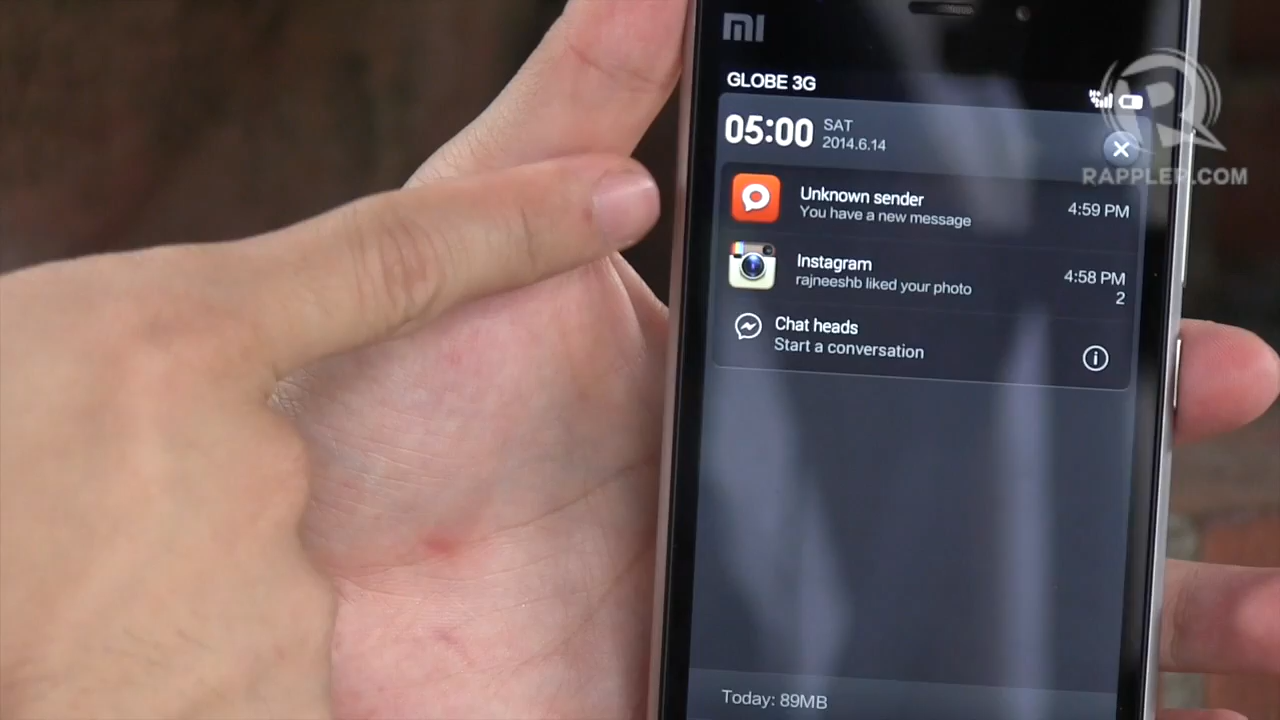 MI
GLOBE 3G
05:00 SAT
2014.6.14
RAPPLER.COM
Unknown sender
You have a new message
4:59 PM
Instagram
rajneeshb liked your photo
4:58 PM
2
Chat heads
Start a conversation
Today: 89MB